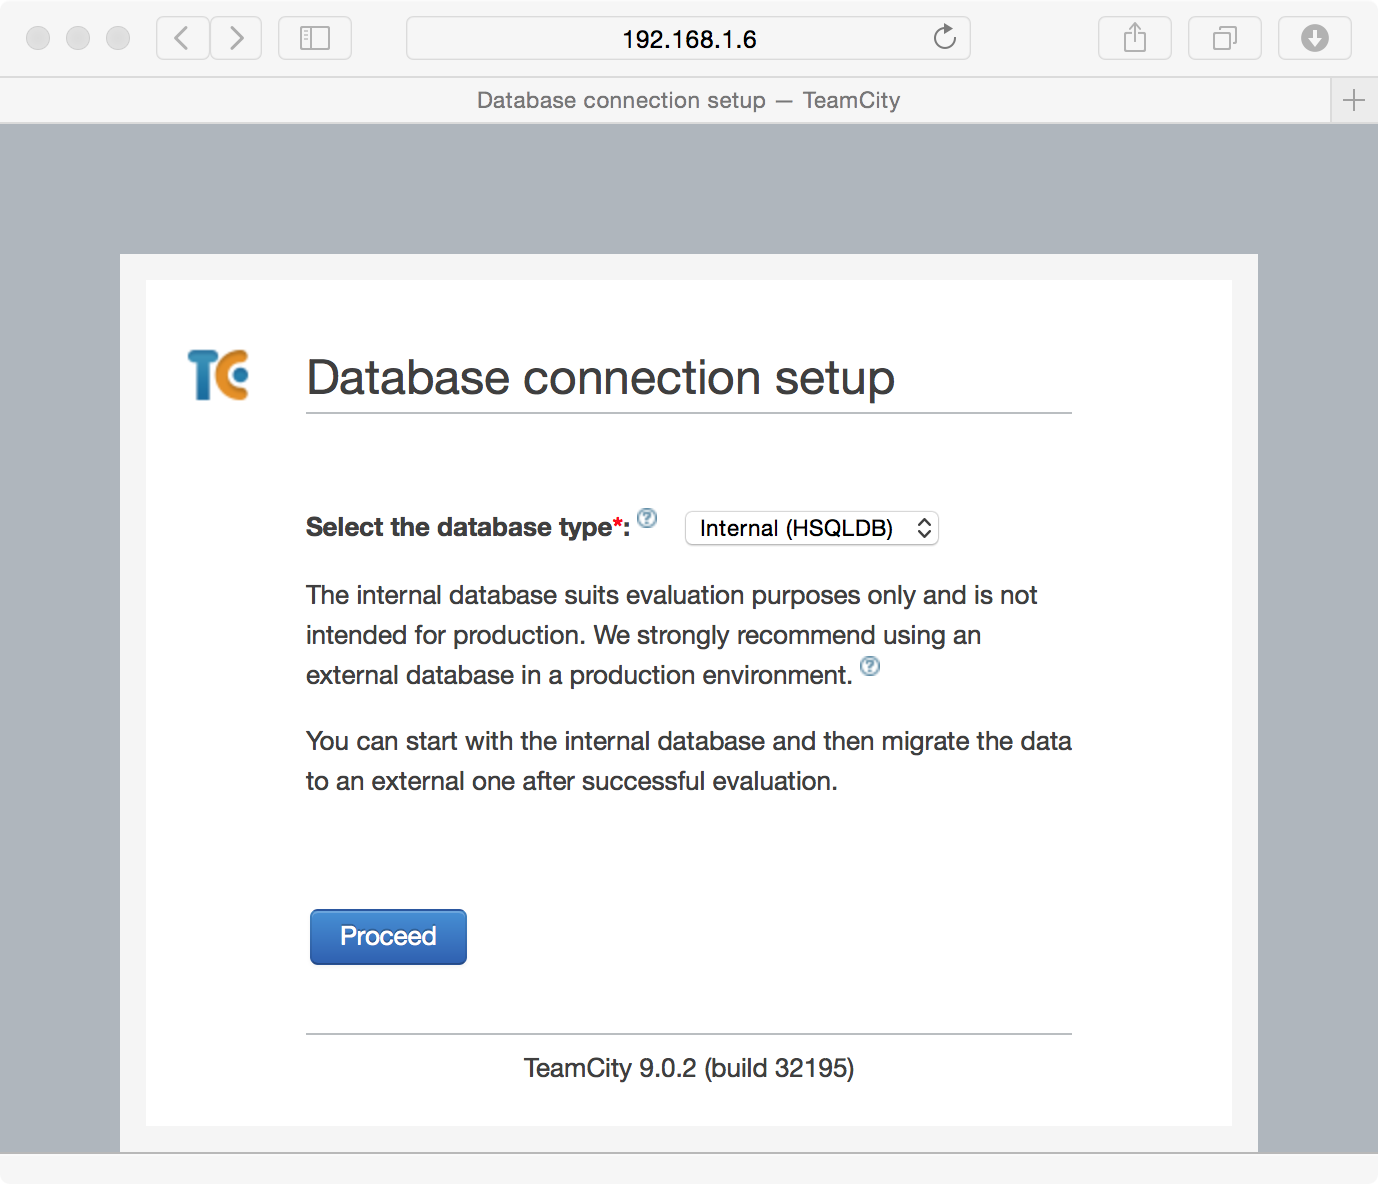 192.168.1.6
Database connection setup — TeamCity
TC
Database connection setup
Select the database type*: ? Internal (HSQLDB)
The internal database suits evaluation purposes only and is not
intended for production. We strongly recommend using an
external database in a production environment. ?
You can start with the internal database and then migrate the data
to an external one after successful evaluation.
Proceed
TeamCity 9.0.2 (build 32195)